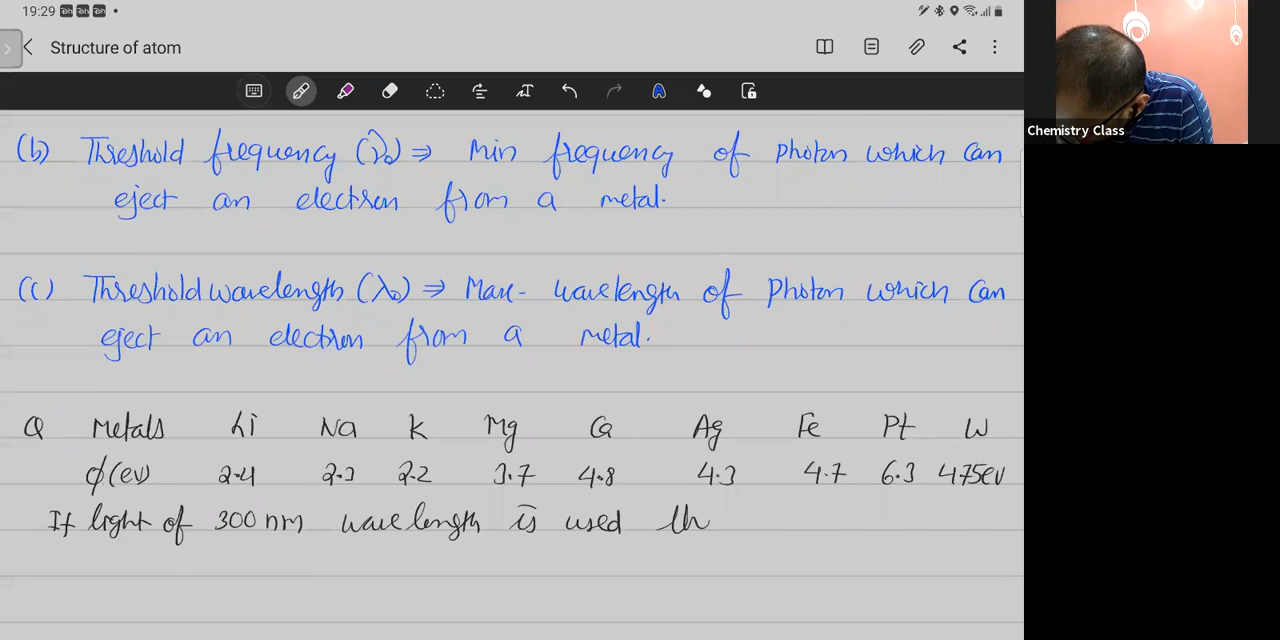 19:29
Structure of atom
Chemistry Class
(b) Threshold frequency (ν₀) ⇒ Min frequency of photon which can
eject an electron from a metal.
(c) Threshold wavelength (λ₀) ⇒ Max- wavelength of photon which can
eject an electron from a metal.
Q Metals Li Na K Mg Ca Ag Fe Pt W
ϕ(ev) 2.4 2.3 2.2 3.7 4.8 4.3 4.7 6.3 4.75ev
If light of 300 nm wavelength is used th